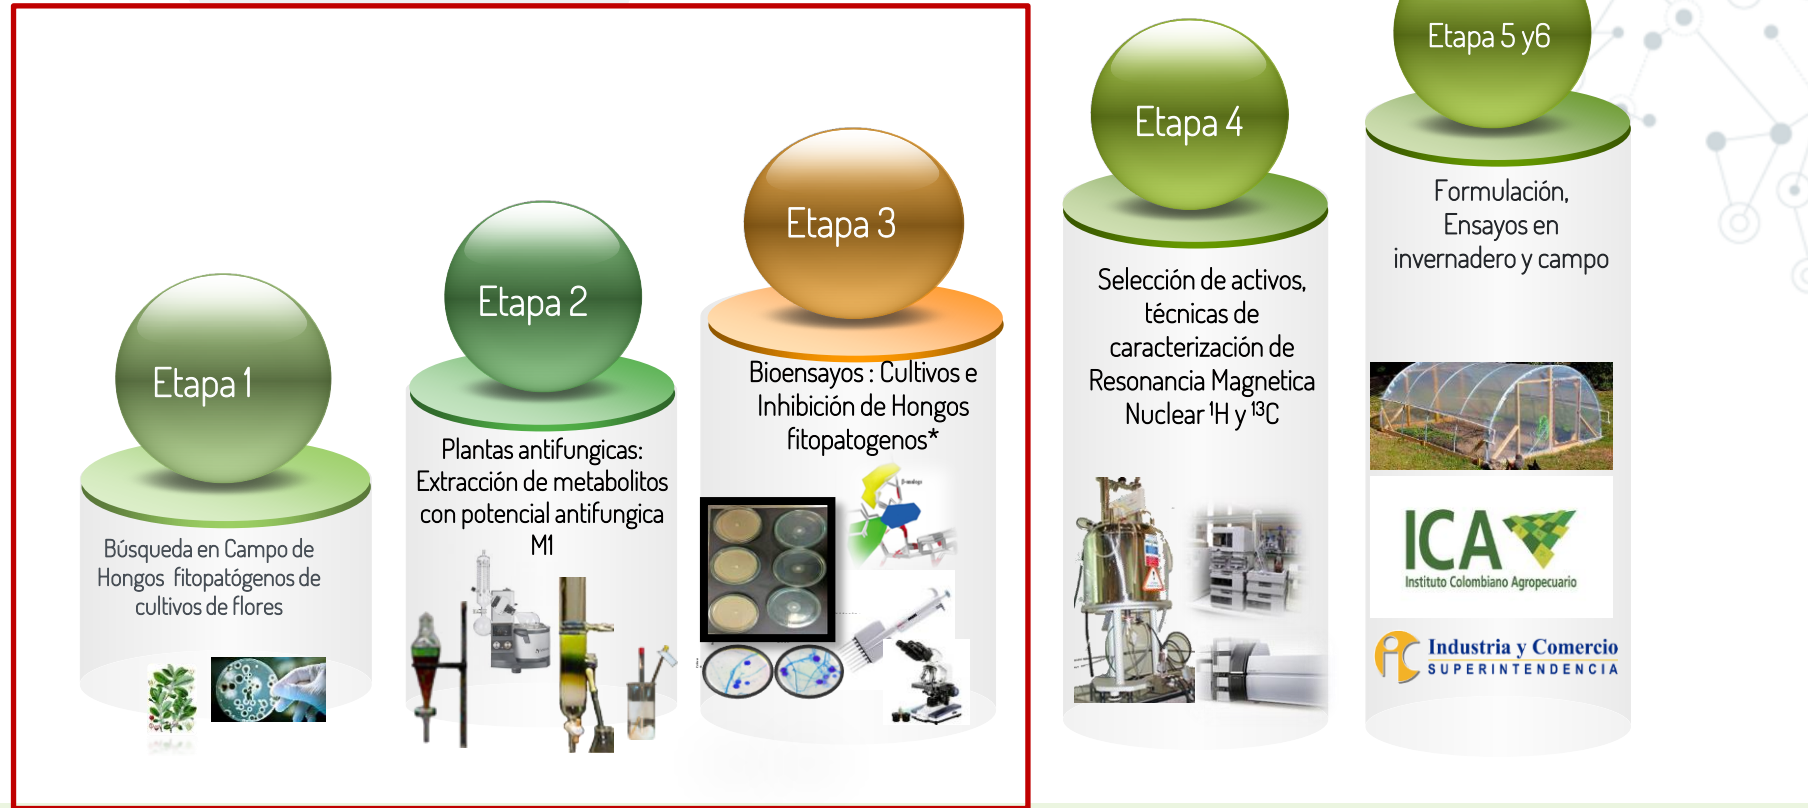 Etapa 1
Búsqueda en Campo de
Hongos fitopatógenos de
cultivos de flores
Etapa 2
Plantas antifungicas:
Extracción de metabolitos
con potencial antifungica
M1
Etapa 3
Bioensayos : Cultivos e
Inhibición de Hongos
fitopatogenos*
Etapa 4
Selección de activos,
técnicas de
caracterización de
Resonancia Magnetica
Nuclear ¹H y ¹³C
Etapa 5 y6
Formulación,
Ensayos en
invernadero y campo
ICA
Instituto Colombiano Agropecuario
Industria y Comercio
SUPERINTENDENCIA